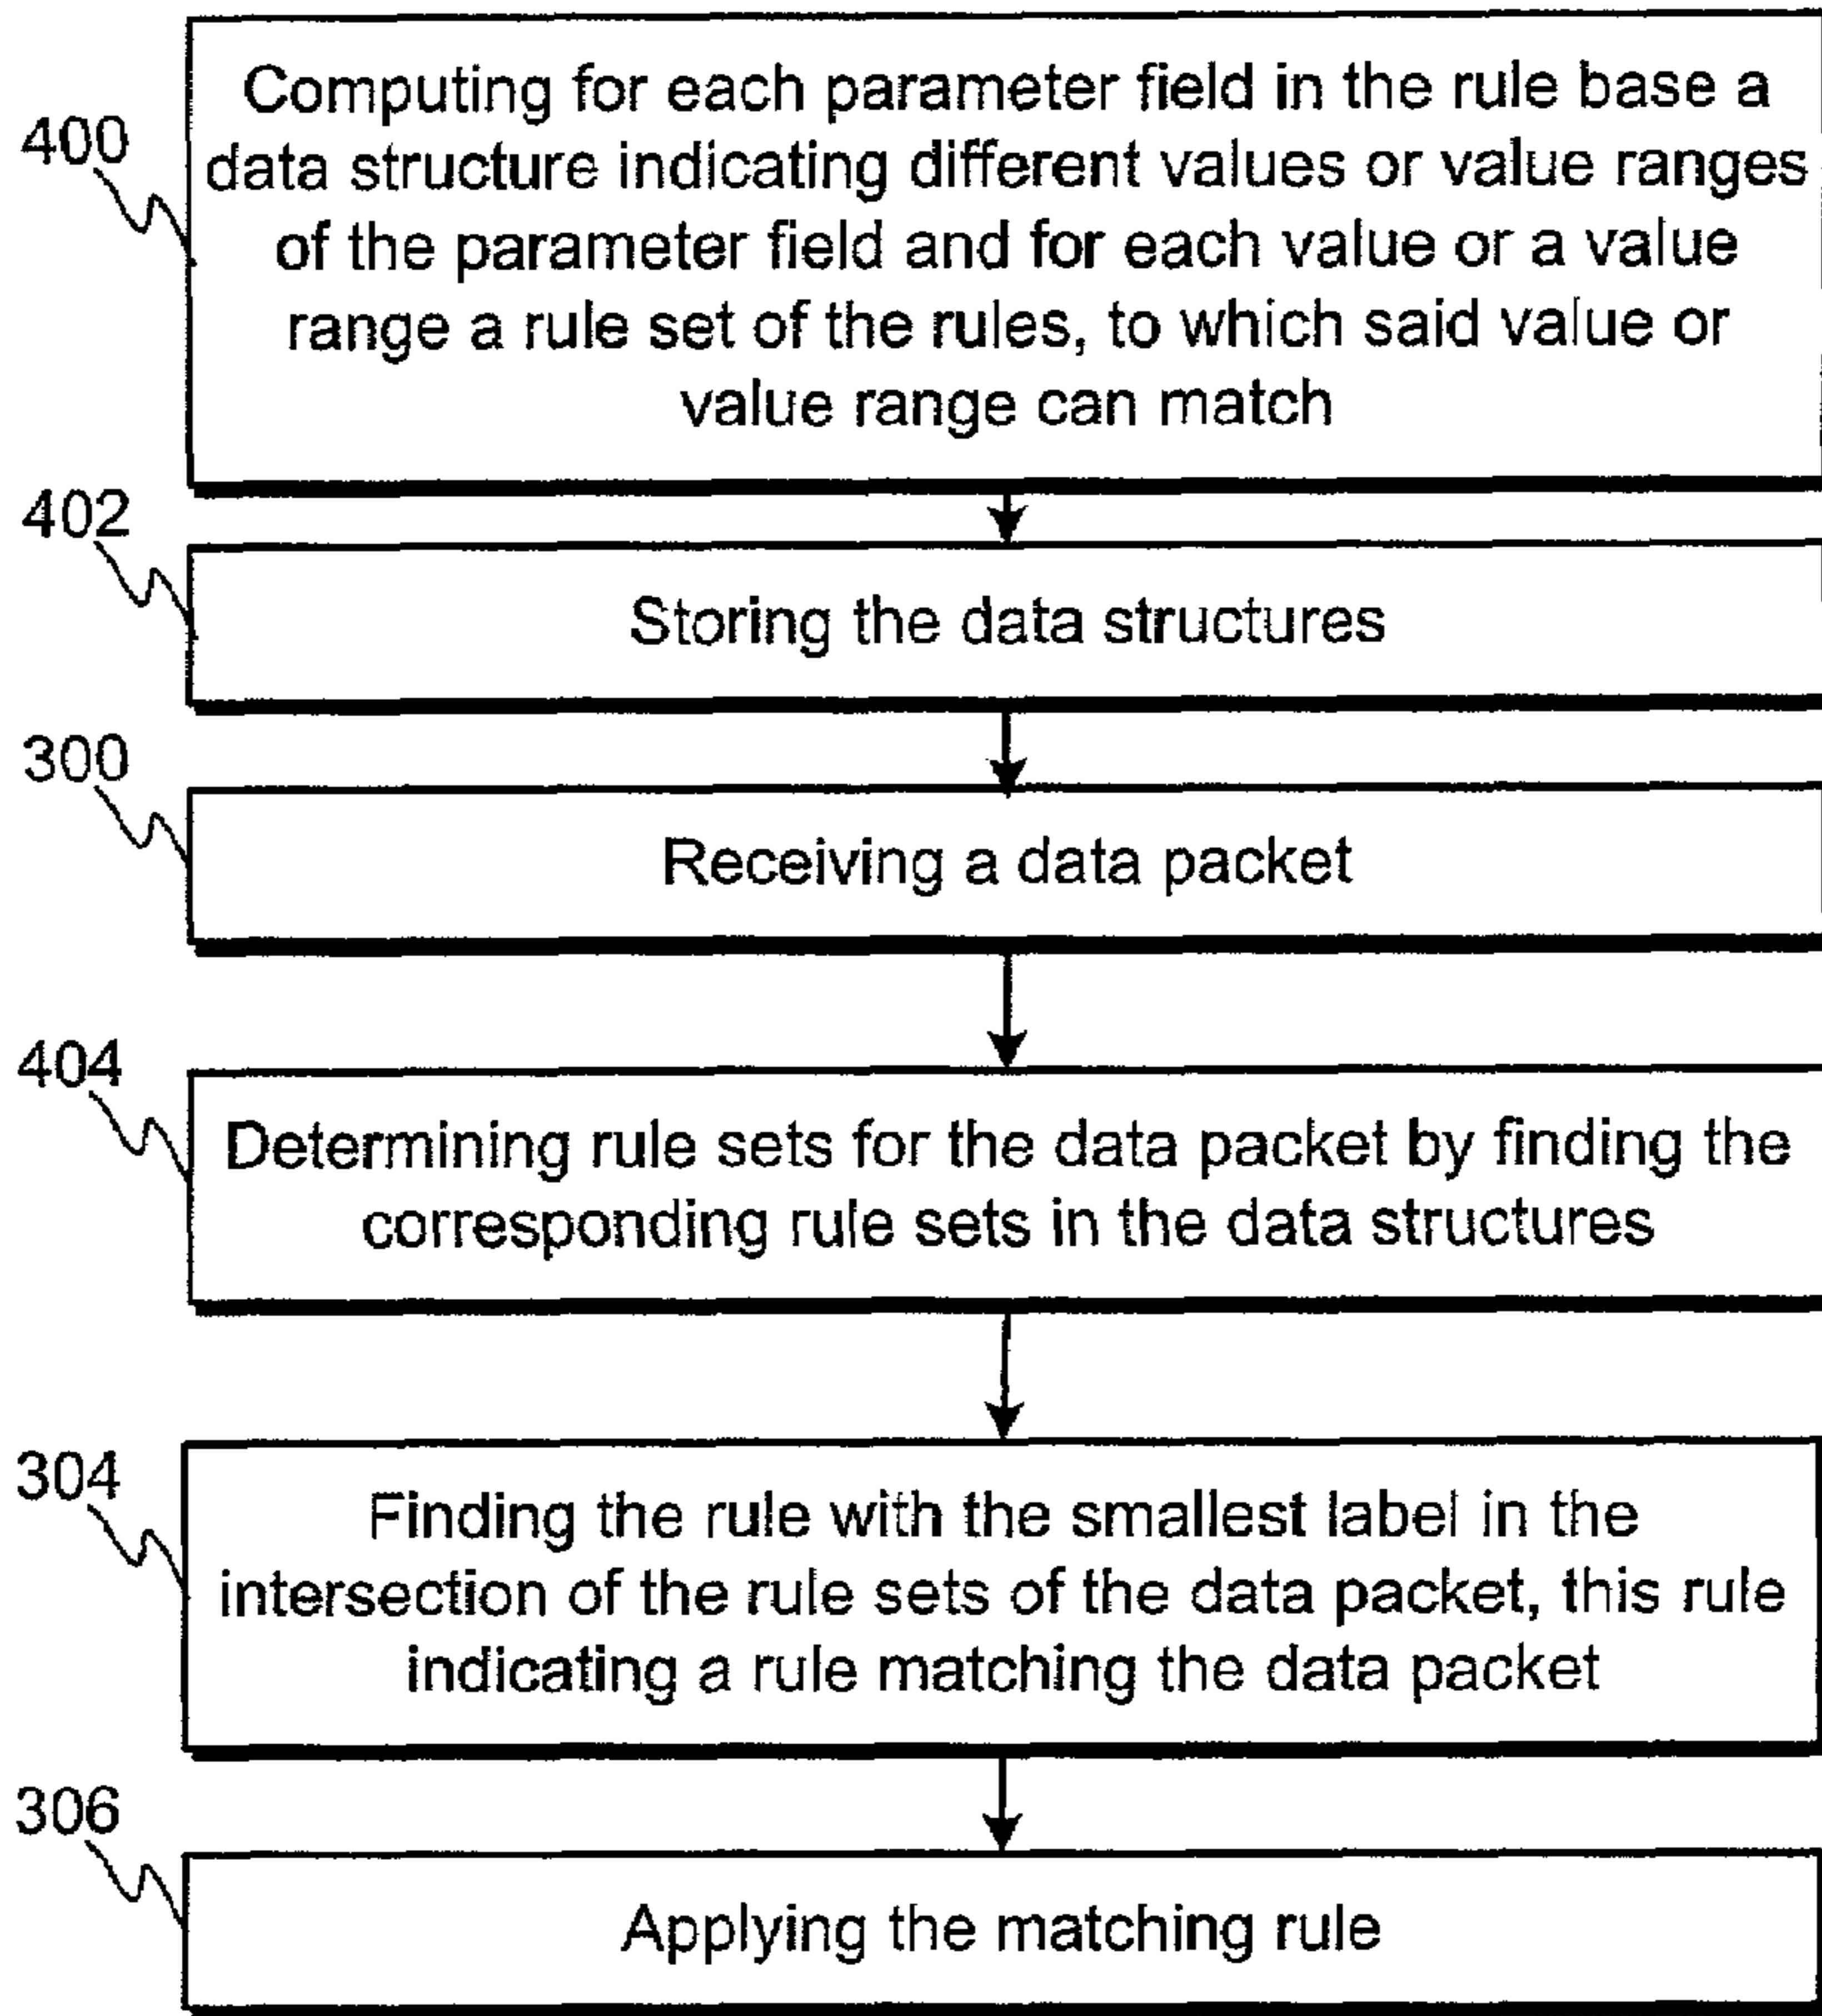 400
Computing for each parameter field in the rule base a
data structure indicating different values or value ranges
of the parameter field and for each value or a value
range a rule set of the rules, to which said value or
value range can match
402
Storing the data structures
300
Receiving a data packet
404
Determining rule sets for the data packet by finding the
corresponding rule sets in the data structures
304
Finding the rule with the smallest label in the
intersection of the rule sets of the data packet, this rule
indicating a rule matching the data packet
306
Applying the matching rule